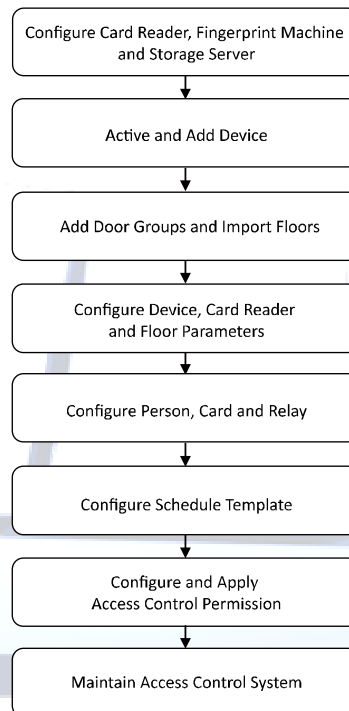 Configure Card Reader, Fingerprint Machine
and Storage Server
Active and Add Device
Add Door Groups and Import Floors
Configure Device, Card Reader
and Floor Parameters
Configure Person, Card and Relay
Configure Schedule Template
Configure and Apply
Access Control Permission
Maintain Access Control System